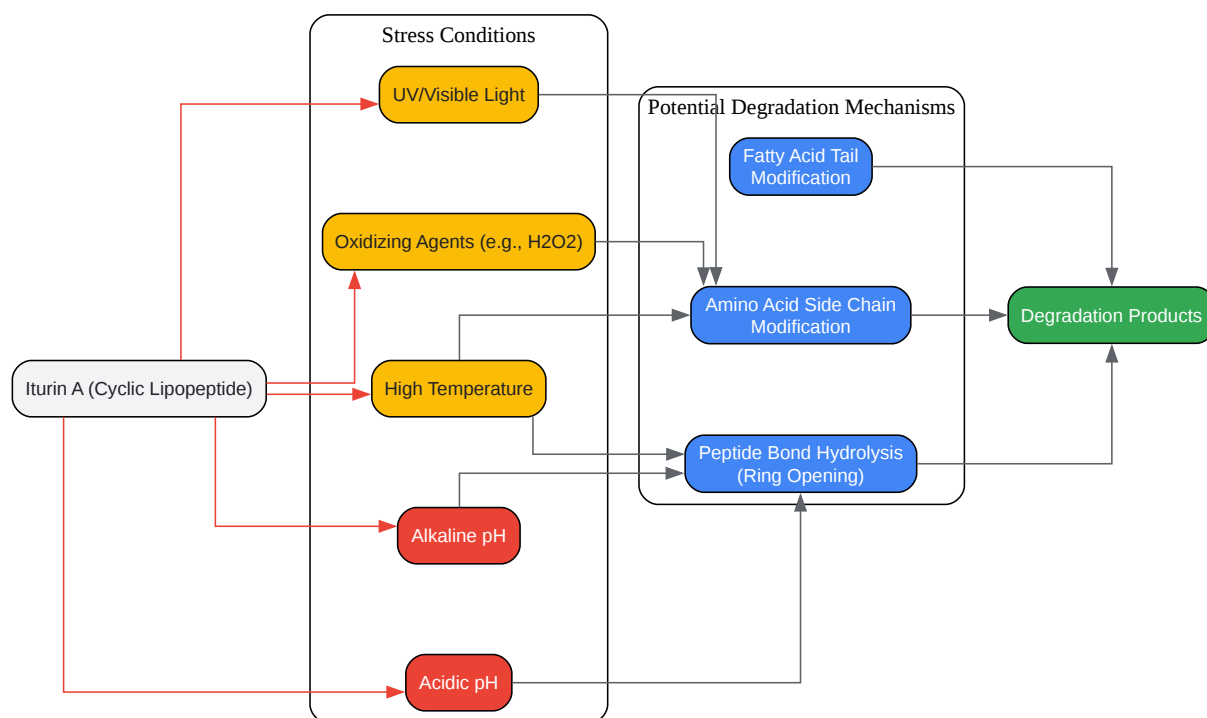 Stress Conditions
UV/Visible Light
Potential Degradation Mechanisms
Fatty Acid Tail
Modification
Oxidizing Agents (e.g., H2O2)
Amino Acid Side Chain
Modification
Degradation Products
Iturin A (Cyclic Lipopeptide)
High Temperature
Peptide Bond Hydrolysis
(Ring Opening)
Alkaline pH
Acidic pH